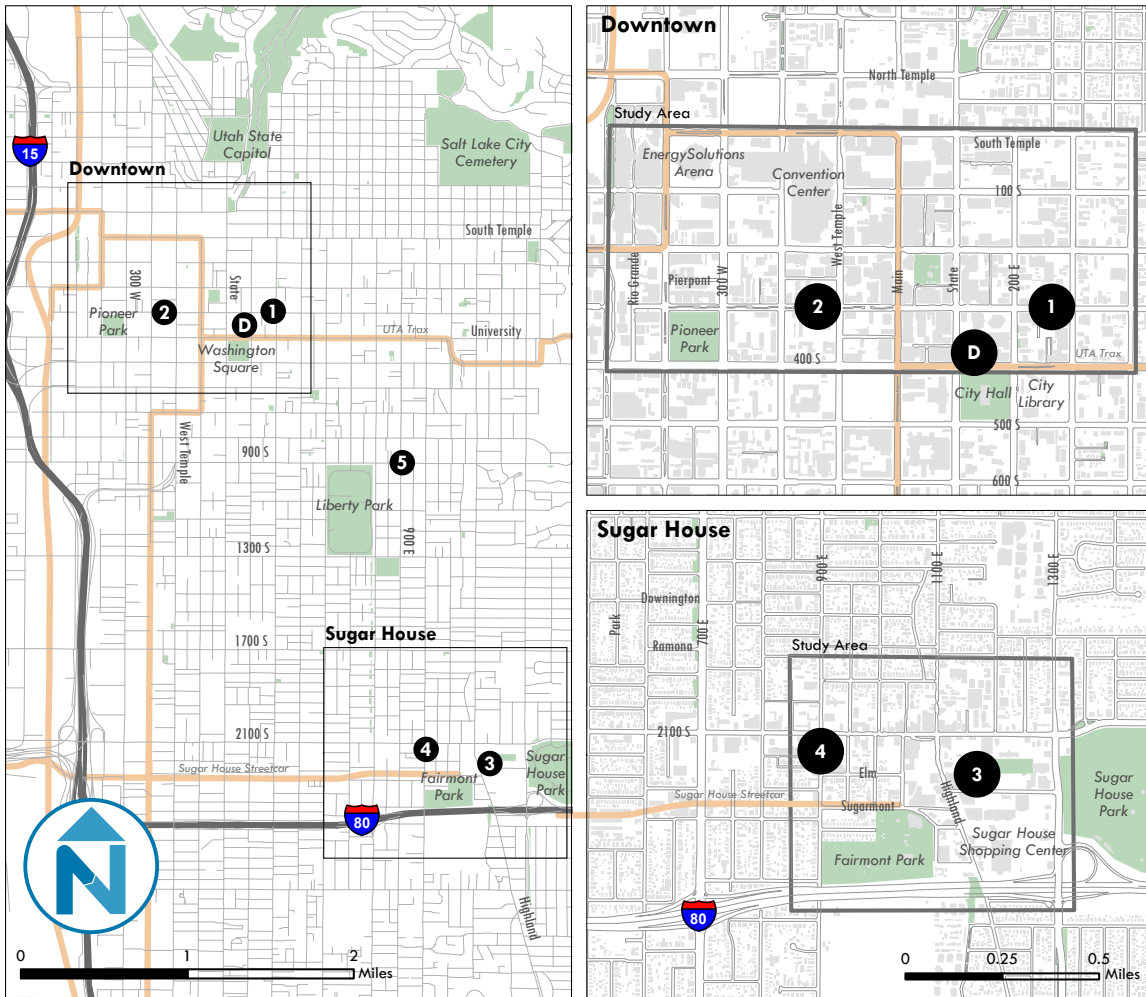 15
Utah State
Capitol
Salt Lake City
Cemetery
Downtown
South Temple
300 W
State
Pioneer
Park
2
D
1
UTA Trax
University
Washington
Square
West Temple
900 S
5
Liberty Park
900 E
1300 S
1700 S
Sugar House
2100 S
4
3
Sugar
House
Park
Sugar House Streetcar
Fairmont
Park
80
N
Highland
0
1
2
Miles
Downtown
North Temple
Study Area
South Temple
EnergySolutions
Arena
Convention
Center
100 S
West Temple
Rio Grande
Pierpont
300 W
Main
State
200 E
2
1
Pioneer
Park
D
400 S
UTA Trax
City Hall
City
Library
500 S
600 S
Sugar House
900 E
1100 E
1300 E
Downington
Park
700 E
Ramona
Study Area
2100 S
4
Elm
3
Sugar House Streetcar
Sugarmont
Highland
Sugar
House
Park
Sugar House
Shopping Center
Fairmont Park
80
0
0.25
0.5
Miles